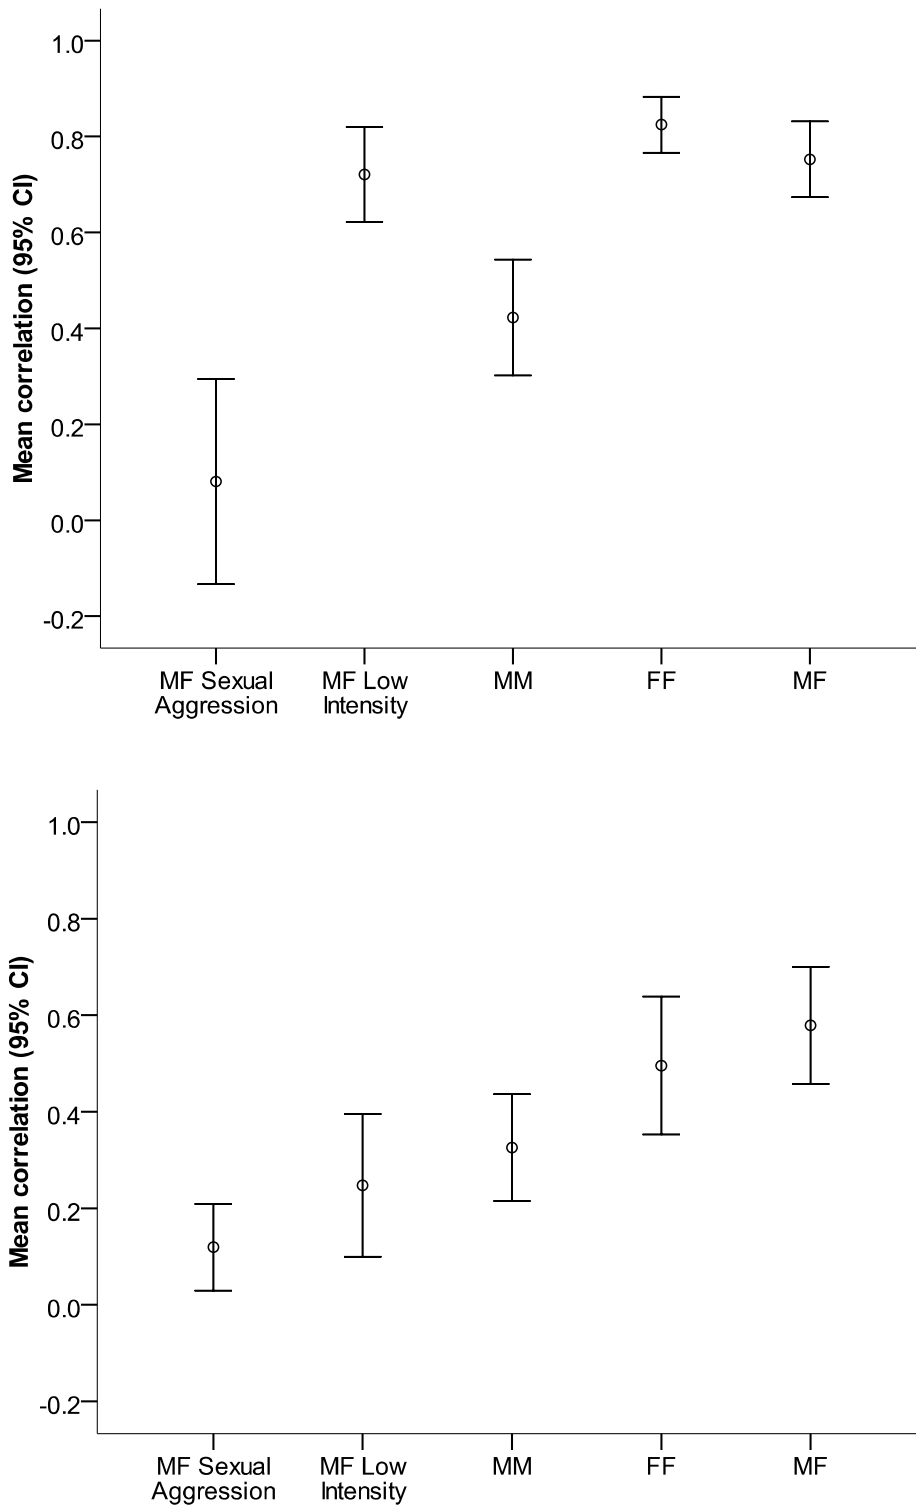 1.0
0.8
0.6
0.4
0.2
0.0
-0.2
Mean correlation (95% CI)
MF Sexual
Aggression
MF Low
Intensity
MM
FF
MF
1.0
0.8
0.6
0.4
0.2
0.0
-0.2
Mean correlation (95% CI)
MF Sexual
Aggression
MF Low
Intensity
MM
FF
MF